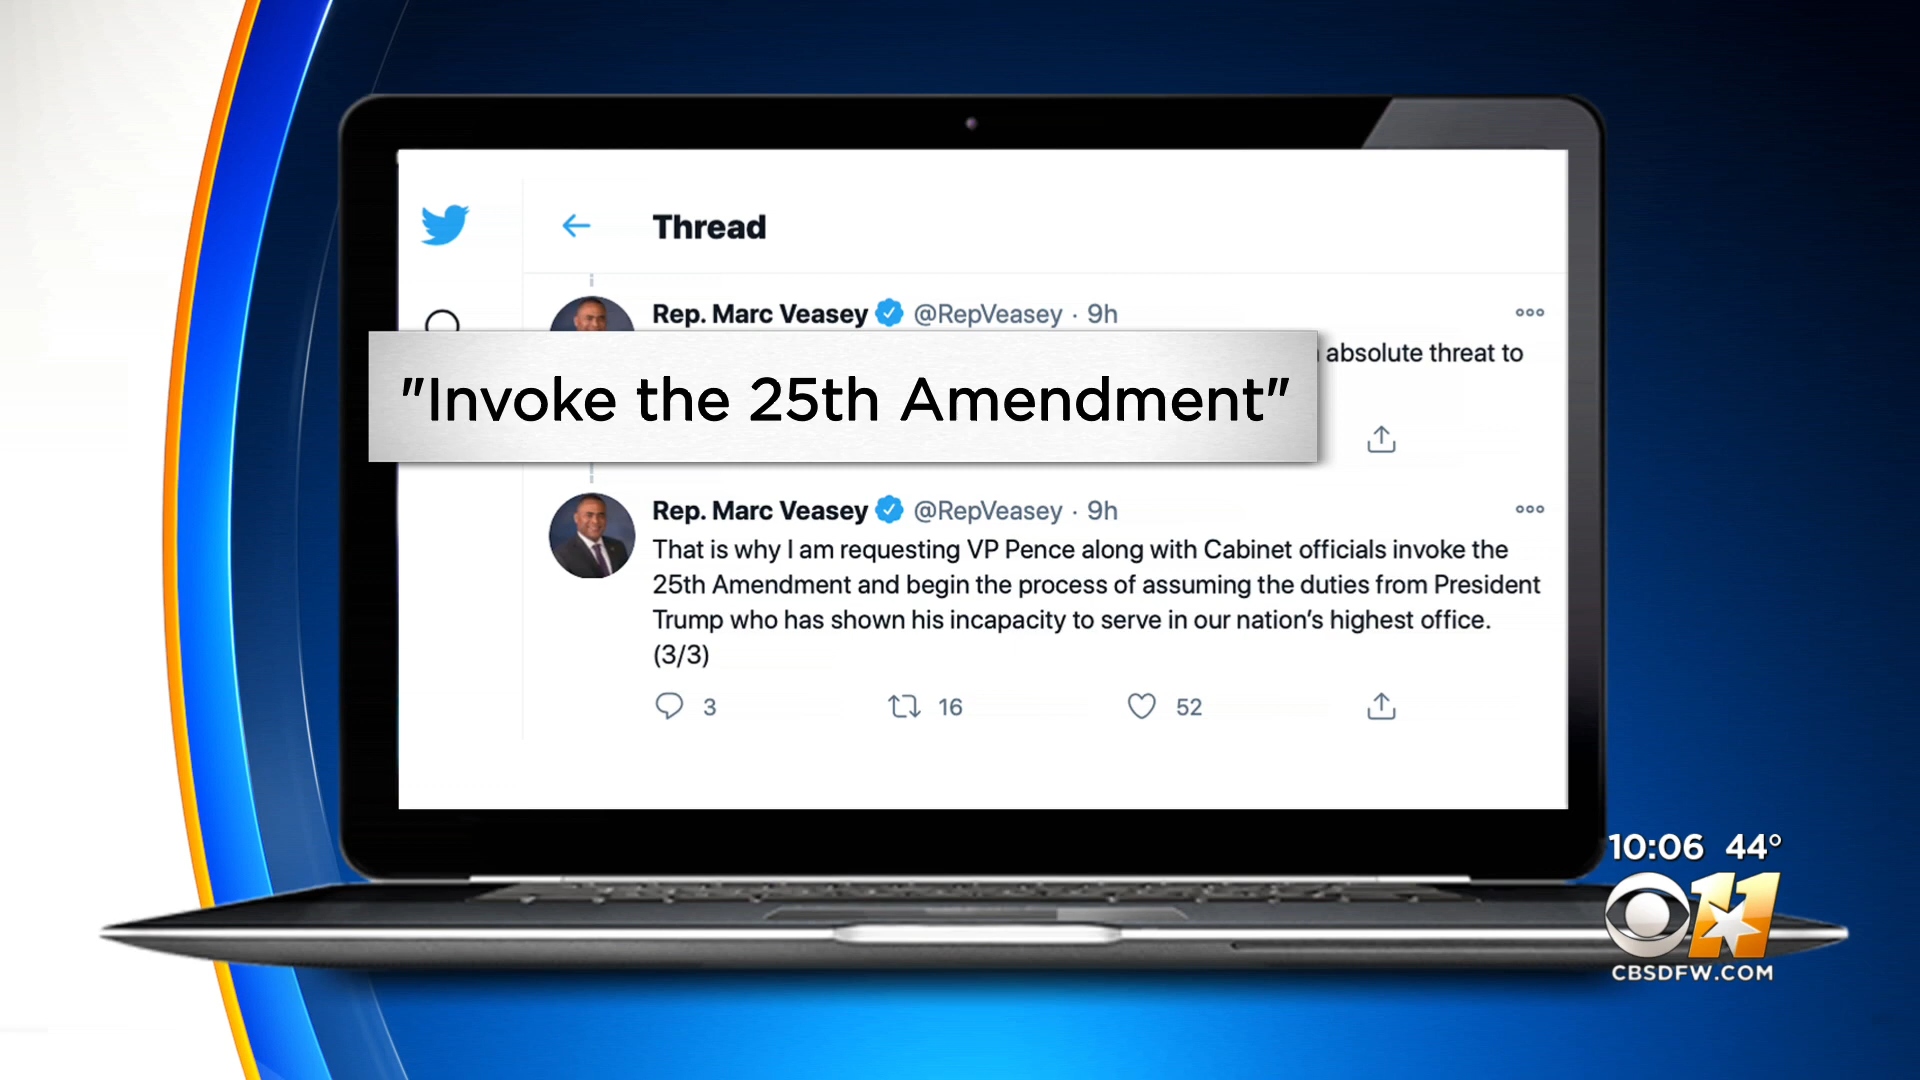 Thread
Rep. Marc Veasey @RepVeasey · 9h
absolute threat to
"Invoke the 25th Amendment"
Rep. Marc Veasey @RepVeasey · 9h
That is why I am requesting VP Pence along with Cabinet officials invoke the
25th Amendment and begin the process of assuming the duties from President
Trump who has shown his incapacity to serve in our nation's highest office.
(3/3)
3 16 52
10:06 44°
11
CBSDFW.COM